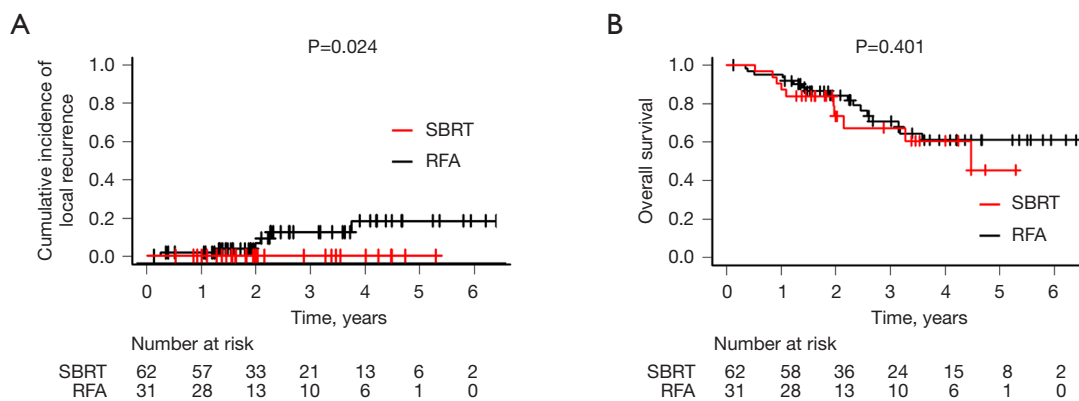 A
P=0.024
Cumulative incidence of
local recurrence
1.0
0.8
0.6
0.4
0.2
0.0
SBRT
RFA
0 1 2 3 4 5 6
Time, years
Number at risk
SBRT 62 57 33 21 13 6 2
RFA 31 28 13 10 6 1 0
B
P=0.401
Overall survival
1.0
0.8
0.6
0.4
0.2
0.0
SBRT
RFA
0 1 2 3 4 5 6
Time, years
Number at risk
SBRT 62 58 36 24 15 8 2
RFA 31 28 13 10 6 1 0